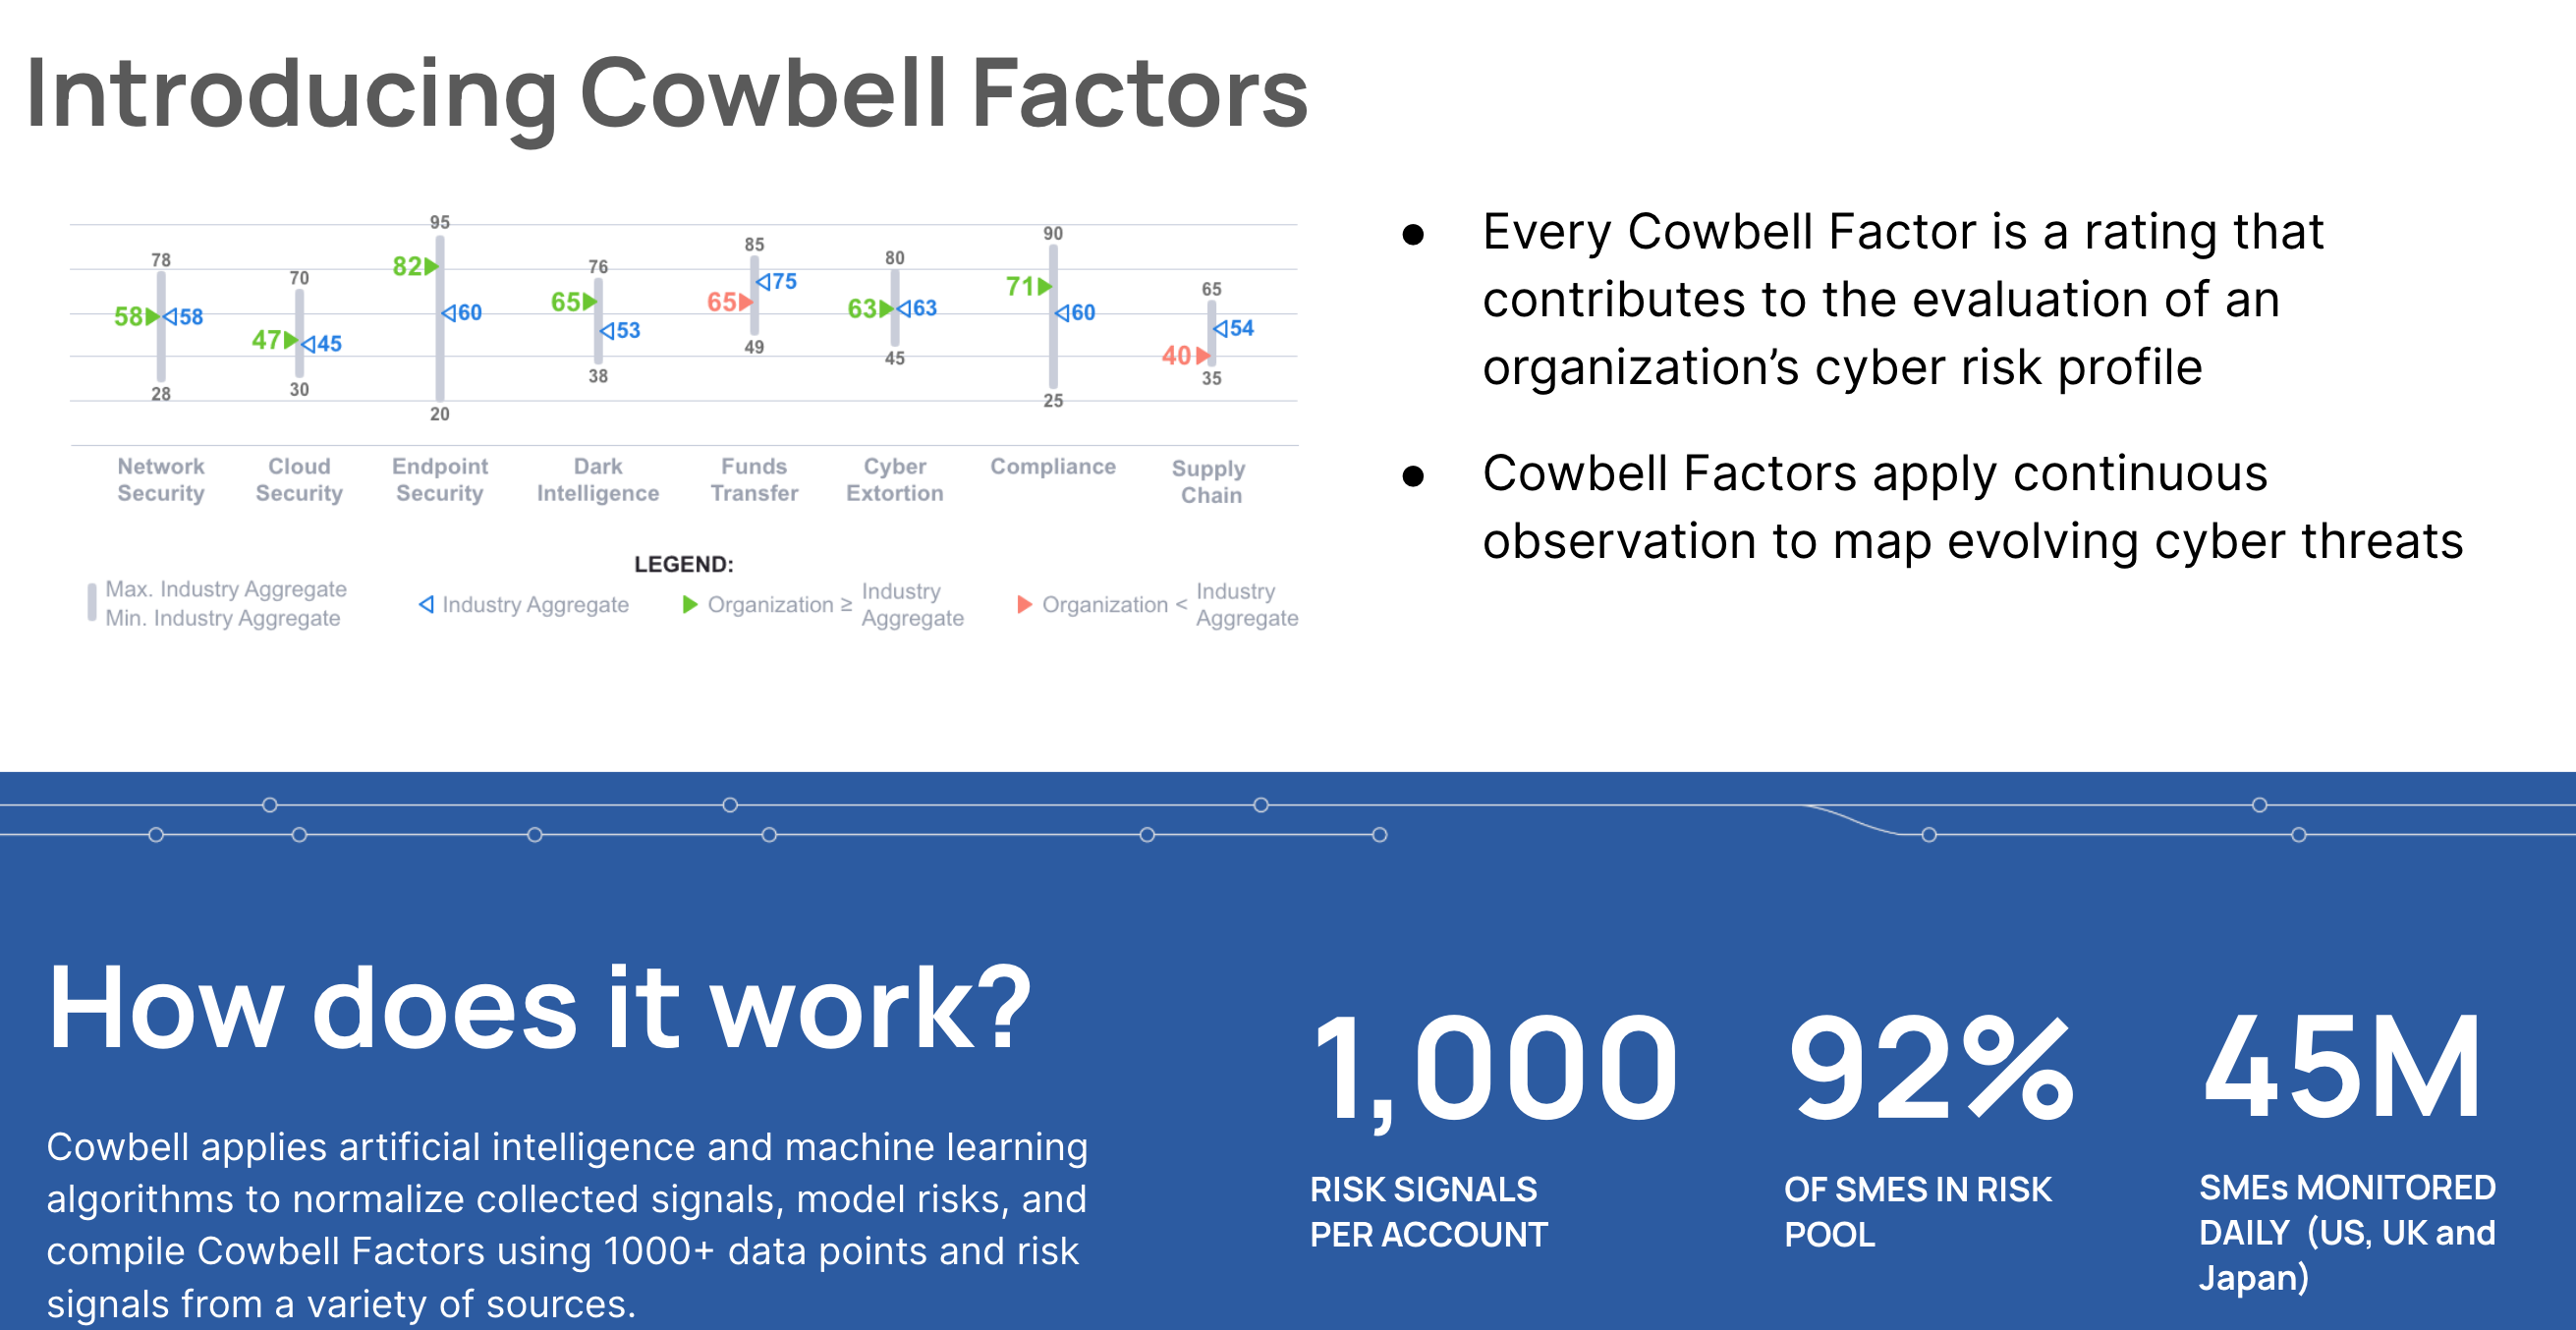 Introducing Cowbell Factors
95
90
85
80
78
76
70
65
82
75
71
65
65
63
63
60
60
58
58
54
53
47
45
40
49
45
38
35
30
28
25
20
Network
Security
Cloud
Security
Endpoint
Security
Dark
Intelligence
Funds
Transfer
Cyber
Extortion
Compliance
Supply
Chain
LEGEND:
Max. Industry Aggregate
Min. Industry Aggregate
Industry Aggregate
Organization ≥ Industry
Aggregate
Organization < Industry
Aggregate
● Every Cowbell Factor is a rating that
contributes to the evaluation of an
organization’s cyber risk profile
● Cowbell Factors apply continuous
observation to map evolving cyber threats
How does it work?
Cowbell applies artificial intelligence and machine learning
algorithms to normalize collected signals, model risks, and
compile Cowbell Factors using 1000+ data points and risk
signals from a variety of sources.
1,000
RISK SIGNALS
PER ACCOUNT
92%
OF SMES IN RISK
POOL
45M
SMEs MONITORED
DAILY (US, UK and
Japan)